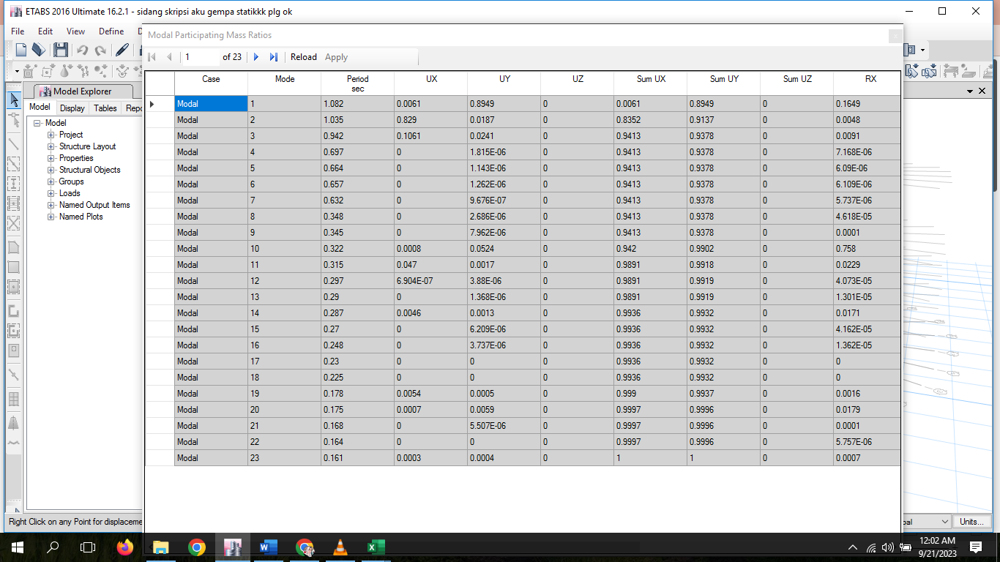 ETABS 2016 Ultimate 16.2.1 - sidang skripsi aku gempa statikkk plg ok
File Edit View Define D
Modal Participating Mass Ratios
1 of 23 Reload Apply
Model Explorer
Model Display Tables Repo
Model
Project
Structure Layout
Properties
Structural Objects
Groups
Loads
Named Output Items
Named Plots
Case Mode Period sec UX UY UZ Sum UX Sum UY Sum UZ RX
Modal 1 1.082 0.0061 0.8949 0 0.0061 0.8949 0 0.1649
Modal 2 1.035 0.829 0.0187 0 0.8352 0.9137 0 0.0048
Modal 3 0.942 0.1061 0.0241 0 0.9413 0.9378 0 0.0091
Modal 4 0.697 0 1.815E-06 0 0.9413 0.9378 0 7.168E-06
Modal 5 0.664 0 1.143E-06 0 0.9413 0.9378 0 6.09E-06
Modal 6 0.657 0 1.262E-06 0 0.9413 0.9378 0 6.109E-06
Modal 7 0.632 0 9.676E-07 0 0.9413 0.9378 0 5.737E-06
Modal 8 0.348 0 2.686E-06 0 0.9413 0.9378 0 4.618E-05
Modal 9 0.345 0 7.962E-06 0 0.9413 0.9378 0 0.0001
Modal 10 0.322 0.0008 0.0524 0 0.942 0.9902 0 0.758
Modal 11 0.315 0.047 0.0017 0 0.9891 0.9918 0 0.0229
Modal 12 0.297 6.904E-07 3.88E-06 0 0.9891 0.9919 0 4.073E-05
Modal 13 0.29 0 1.368E-06 0 0.9891 0.9919 0 1.301E-05
Modal 14 0.287 0.0046 0.0013 0 0.9936 0.9932 0 0.0171
Modal 15 0.27 0 6.209E-06 0 0.9936 0.9932 0 4.162E-05
Modal 16 0.248 0 3.737E-06 0 0.9936 0.9932 0 1.362E-05
Modal 17 0.23 0 0 0 0.9936 0.9932 0 0
Modal 18 0.225 0 0 0 0.9936 0.9932 0 0
Modal 19 0.178 0.0054 0.0005 0 0.999 0.9937 0 0.0016
Modal 20 0.175 0.0007 0.0059 0 0.9997 0.9996 0 0.0179
Modal 21 0.168 0 5.507E-06 0 0.9997 0.9996 0 0.0001
Modal 22 0.164 0 0 0 0.9997 0.9996 0 5.757E-06
Modal 23 0.161 0.0003 0.0004 0 1 1 0 0.0007
Right Click on any Point for displaceme
bal Units...
12:02 AM
9/21/2023